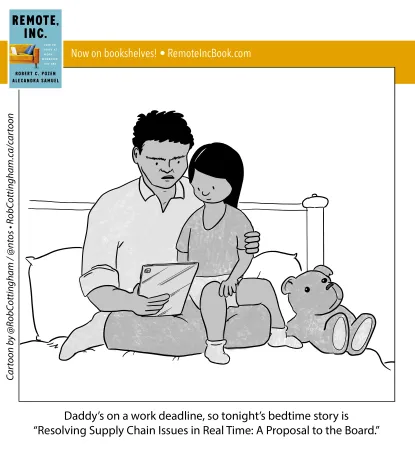 REMOTE,
INC.
ROBERT C. POZEN
ALEXANDRA SAMUEL
Now on bookshelves! • RemoteIncBook.com
Cartoon by @RobCottingham / @ntos • RobCottingham.ca/cartoon
Daddy's on a work deadline, so tonight's bedtime story is
“Resolving Supply Chain Issues in Real Time: A Proposal to the Board.”